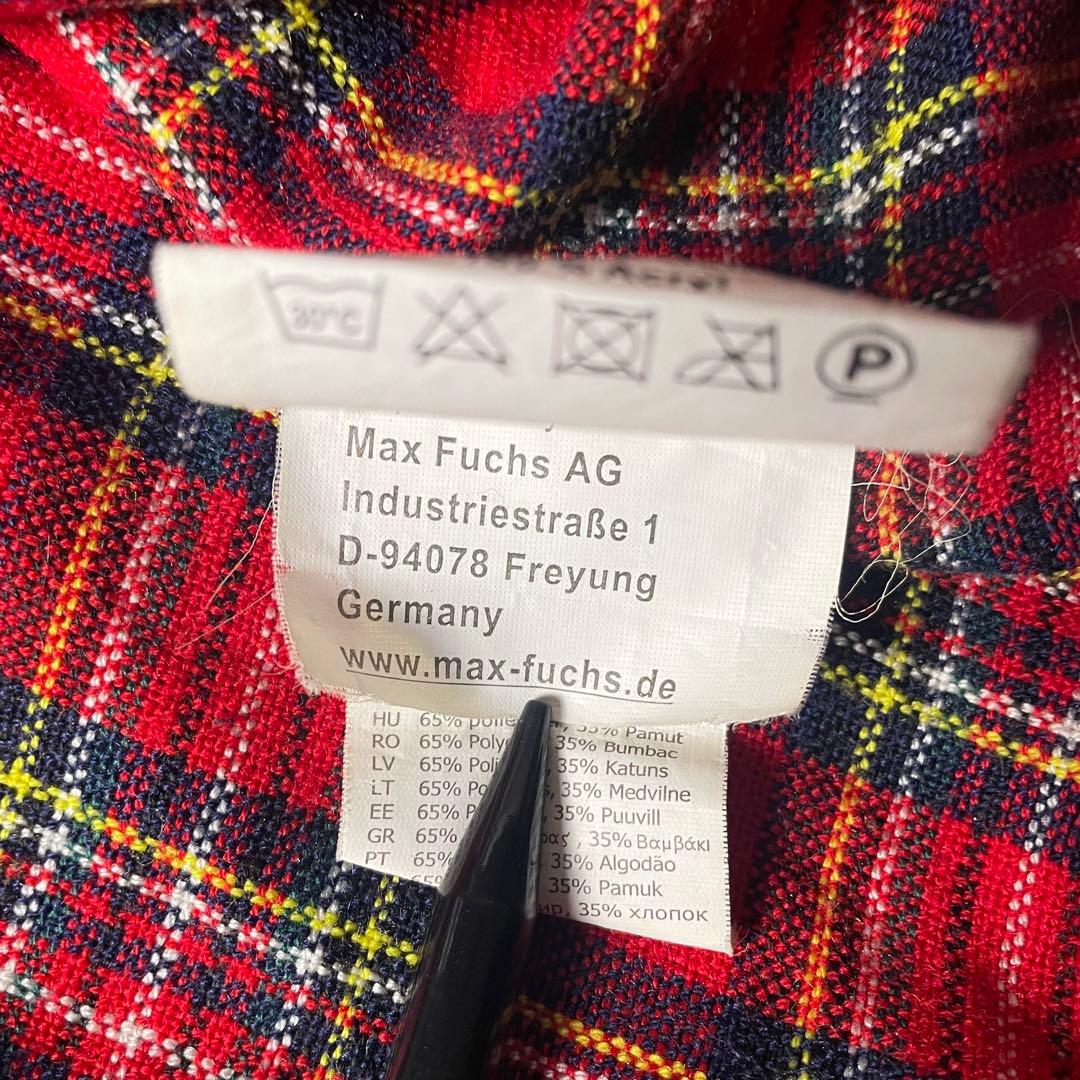 30°C
P
Max Fuchs AG
Industriestraße 1
D-94078 Freyung
Germany
www.max-fuchs.de
HU 65% 35% Pamut
RO 65% 35% Bumbac
LV 65% 35% Katuns
LT 65% 35% Medvilne
EE 65% 35% Puuvill
GR 65% 35% Βαμβάκι
PT 65% 35% Algodão
35% Pamuk
35% хлопок